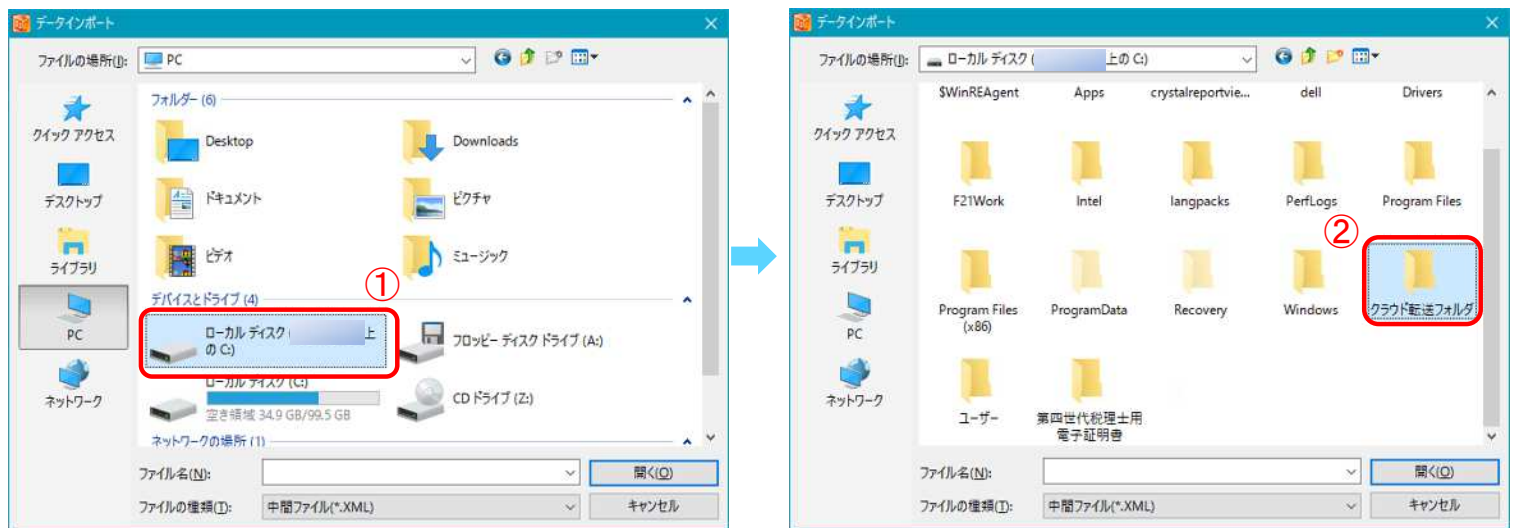 データインポート
ファイルの場所(I):
PC
フォルダー (6)
Desktop
Downloads
ドキュメント
ピクチャ
ビデオ
ミュージック
デバイスとドライブ (4)
①
ローカル ディスク (
上
の C:)
フロッピー ディスク ドライブ (A:)
ローカル ディスク (C:)
空き領域 34.9 GB/99.5 GB
CD ドライブ (Z:)
ネットワークの場所 (1)
クイック アクセス
デスクトップ
ライブラリ
PC
ネットワーク
ファイル名(N):
開く(O)
ファイルの種類(T):
中間ファイル(*.XML)
キャンセル
データインポート
ファイルの場所(I):
ローカル ディスク (
上の C:)
クイック アクセス
デスクトップ
ライブラリ
PC
ネットワーク
$WinREAgent
Apps
crystalreportvie...
dell
Drivers
F21Work
Intel
langpacks
PerfLogs
Program Files
②
Program Files
(x86)
ProgramData
Recovery
Windows
クラウド転送フォルダ
ユーザー
第四世代税理士用
電子証明書
ファイル名(N):
開く(O)
ファイルの種類(T):
中間ファイル(*.XML)
キャンセル